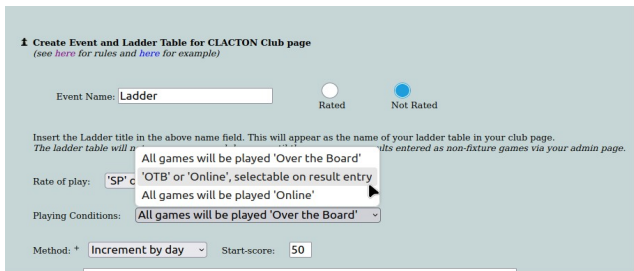 Create Event and Ladder Table for CLACTON Club page
(see here for rules and here for example)
Event Name: Ladder
Rated Not Rated
Insert the Ladder title in the above name field. This will appear as the name of your ladder table in your club page.
The ladder table will entered as non-fixture games via your admin page.
All games will be played 'Over the Board'
'OTB' or 'Online', selectable on result entry
All games will be played 'Online'
Rate of play: 'SP'
Playing Conditions: All games will be played 'Over the Board'
Method: * Increment by day Start-score: 50